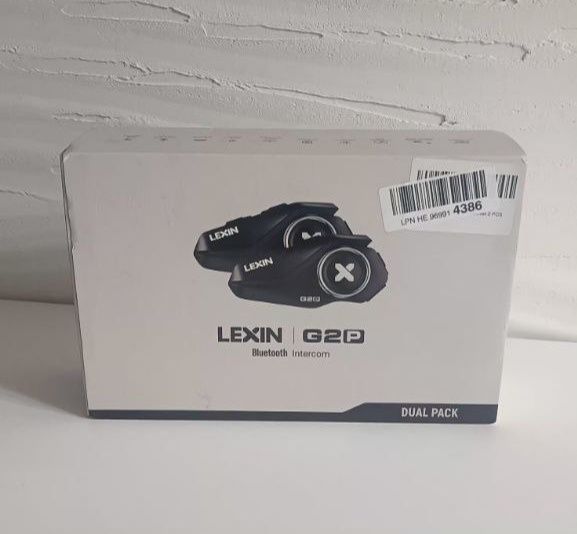 LPN HE 96991 4386
LEXIN
LEXIN
G2P
LEXIN | G2P
Bluetooth Intercom
DUAL PACK